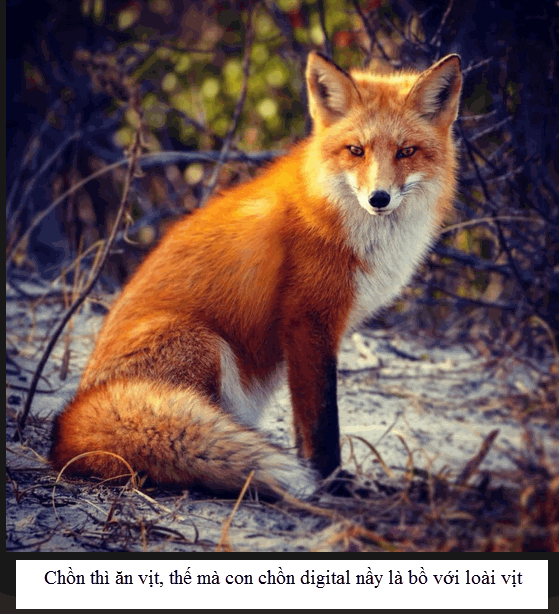 Chồn thì ăn vịt, thế mà con chồn digital nầy là bồ với loài vịt